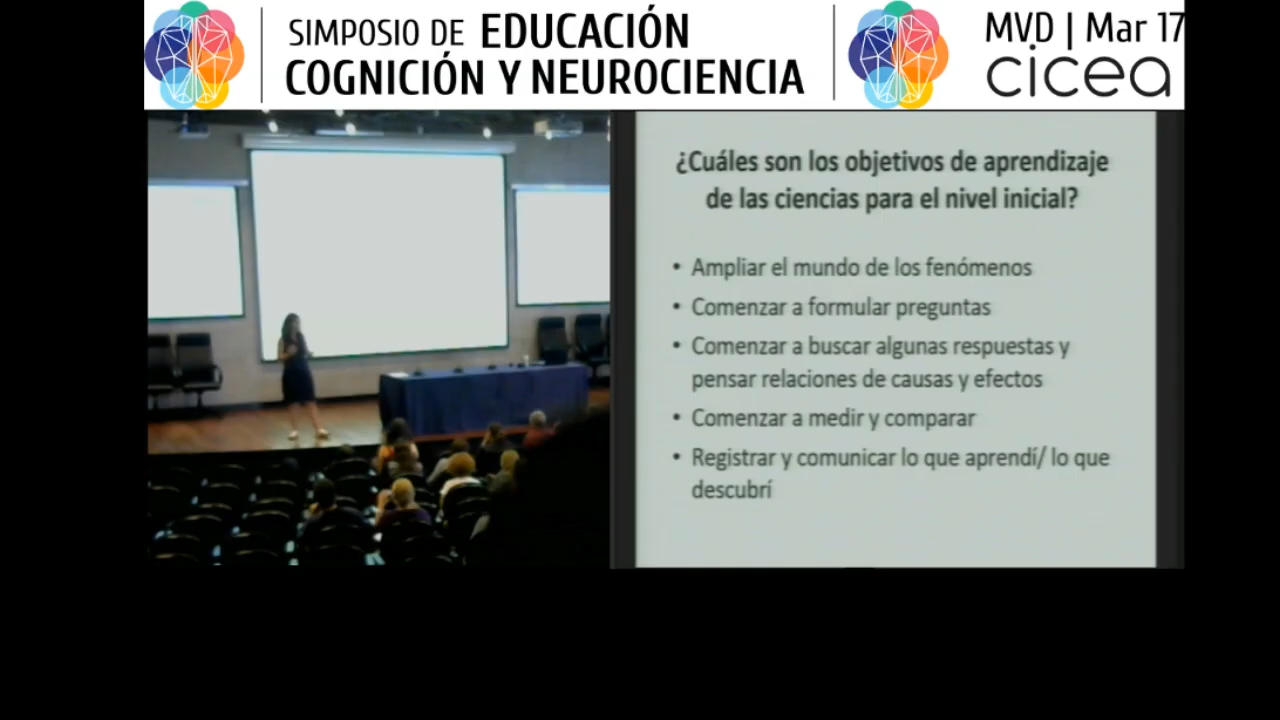 SIMPOSIO DE EDUCACIÓN
COGNICIÓN Y NEUROCIENCIA
MVD | Mar 17
cicea
¿Cuáles son los objetivos de aprendizaje
de las ciencias para el nivel inicial?
• Ampliar el mundo de los fenómenos
• Comenzar a formular preguntas
• Comenzar a buscar algunas respuestas y
pensar relaciones de causas y efectos
• Comenzar a medir y comparar
• Registrar y comunicar lo que aprendí/ lo que
descubrí